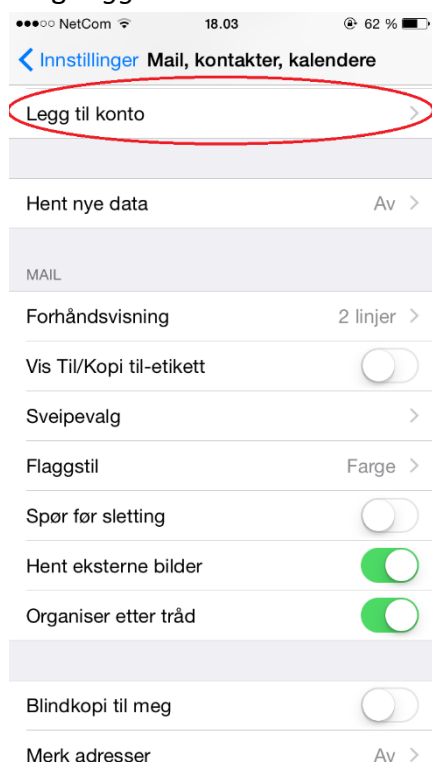 NetCom 18.03 62 %
Innstillinger Mail, kontakter, kalendere
Legg til konto
Hent nye data Av
MAIL
Forhåndsvisning 2 linjer
Vis Til/Kopi til-etikett
Sveipevalg
Flaggstil Farge
Spør før sletting
Hent eksterne bilder
Organiser etter tråd
Blindkopi til meg
Merk adresser Av